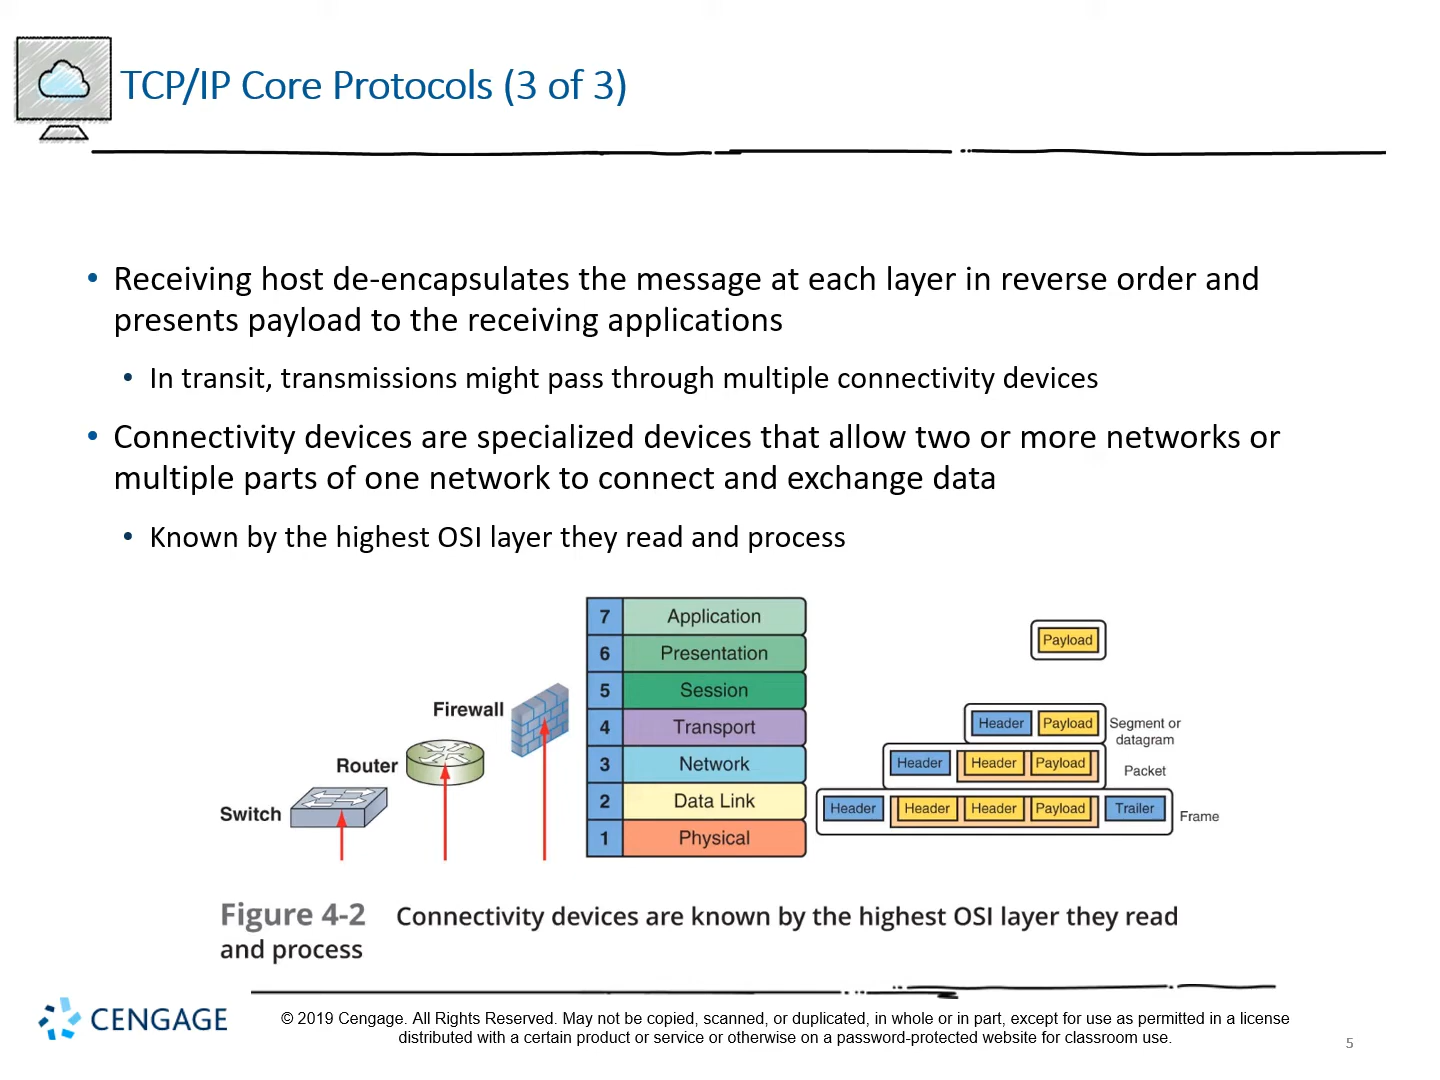 TCP/IP Core Protocols (3 of 3)
• Receiving host de-encapsulates the message at each layer in reverse order and
presents payload to the receiving applications
• In transit, transmissions might pass through multiple connectivity devices
• Connectivity devices are specialized devices that allow two or more networks or
multiple parts of one network to connect and exchange data
• Known by the highest OSI layer they read and process
Switch
Router
Firewall
7 Application
6 Presentation
5 Session
4 Transport
3 Network
2 Data Link
1 Physical
Payload
Header Payload Segment or
datagram
Header Header Payload Packet
Header Header Header Payload Trailer Frame
Figure 4-2 Connectivity devices are known by the highest OSI layer they read
and process
CENGAGE
© 2019 Cengage. All Rights Reserved. May not be copied, scanned, or duplicated, in whole or in part, except for use as permitted in a license
distributed with a certain product or service or otherwise on a password-protected website for classroom use.
5